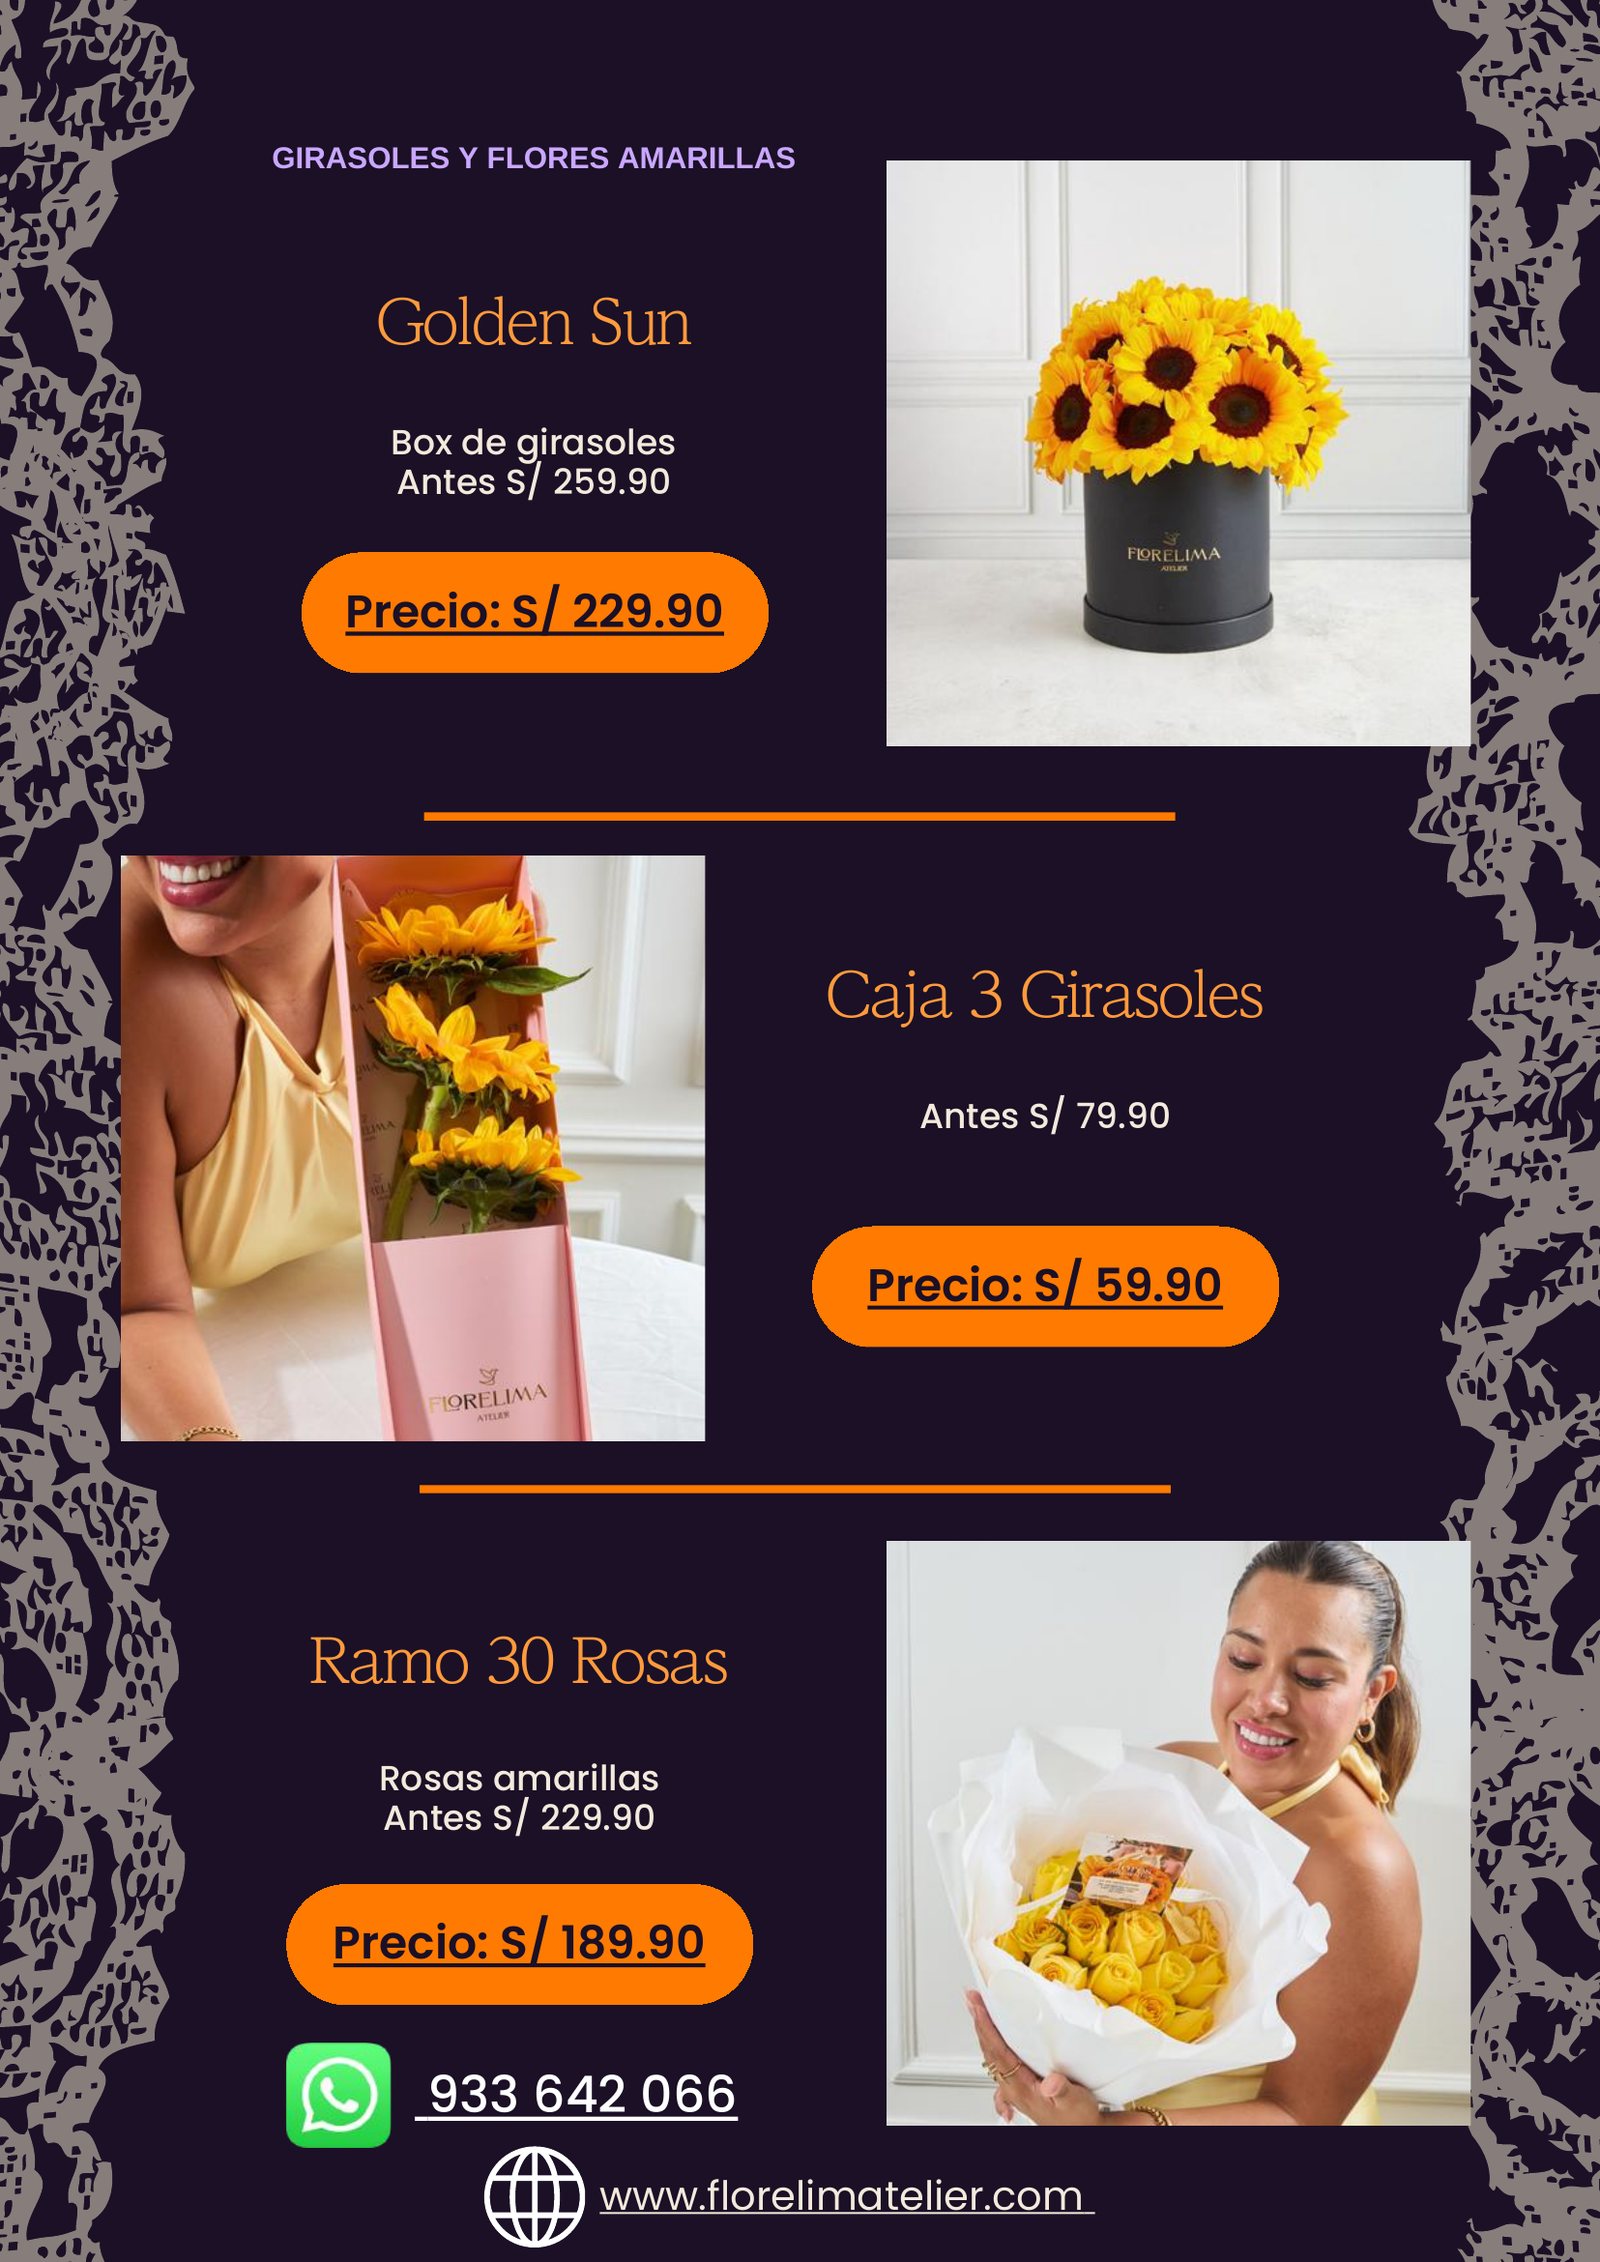 GIRASOLES Y FLORES AMARILLAS
Golden Sun
Box de girasoles
Antes S/ 259.90
Precio: S/ 229.90
FLORELIMA
ATELIER
Caja 3 Girasoles
Antes S/ 79.90
Precio: S/ 59.90
FLORELIMA
ATELIER
Ramo 30 Rosas
Rosas amarillas
Antes S/ 229.90
Precio: S/ 189.90
933 642 066
www.florelimatelier.com